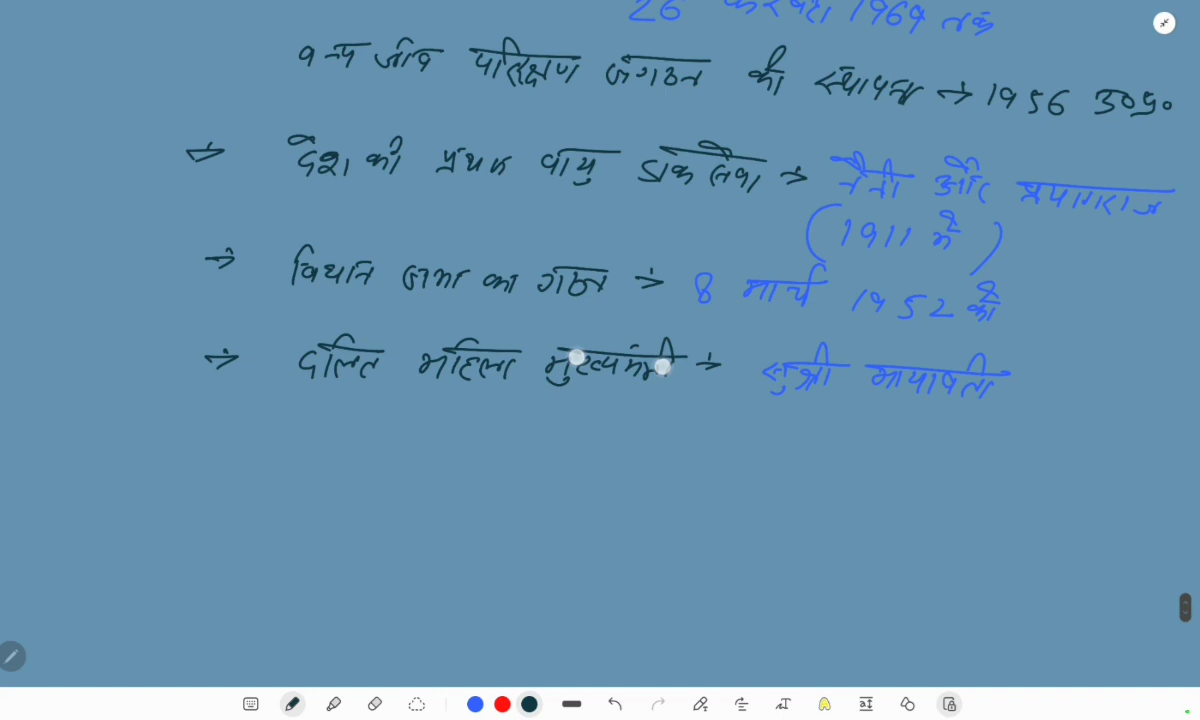 26 फरवरी 1969 तक
वन्य जीव परिरक्षण संगठन की स्थापना → 1956 उ०प्र०
⇒ देश की प्रथम वायु डाक सेवा → नैनी और प्रयागराज
(1911 में)
⇒ विधान सभा का गठन → 8 मार्च 1952 को
⇒ दलित महिला मुख्यमंत्री → सुश्री मायावती